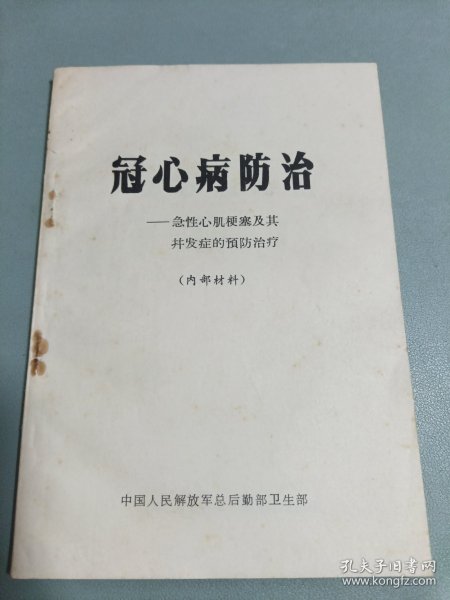 冠心病防治
——急性心肌梗塞及其
并发症的预防治疗
(内部材料)
中国人民解放军总后勤部卫生部
孔夫子旧书网
www.kongfz.com